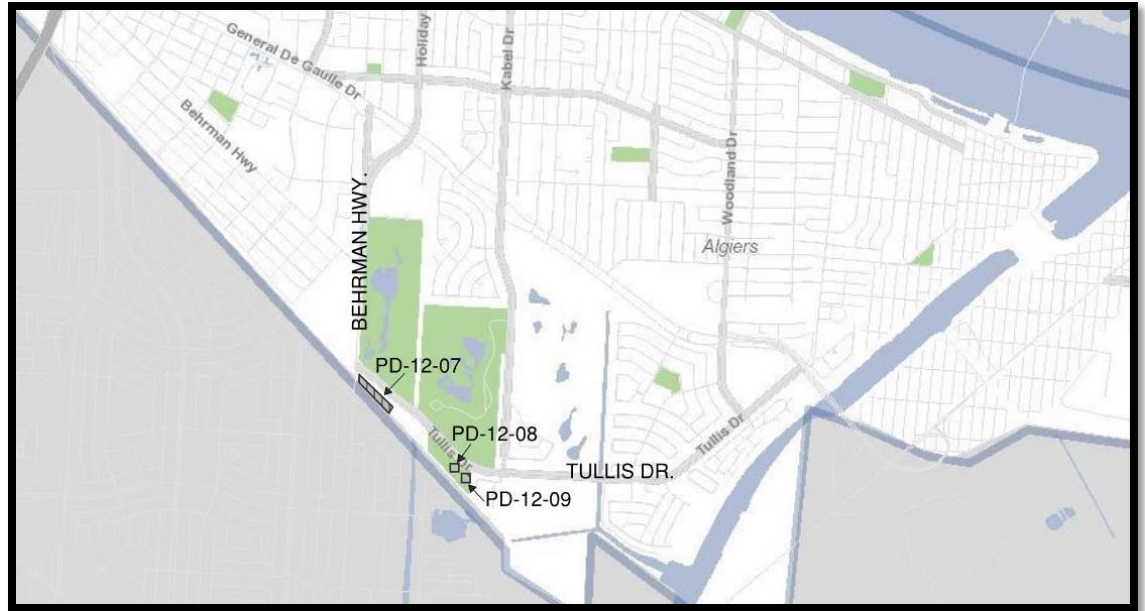 General De Gaulle Dr
Holiday
Kabel Dr
Behrman Hwy
Woodland Dr
BEHRMAN HWY.
Algiers
PD-12-07
PD-12-08
Tullis Dr
Tullis Dr
TULLIS DR.
PD-12-09